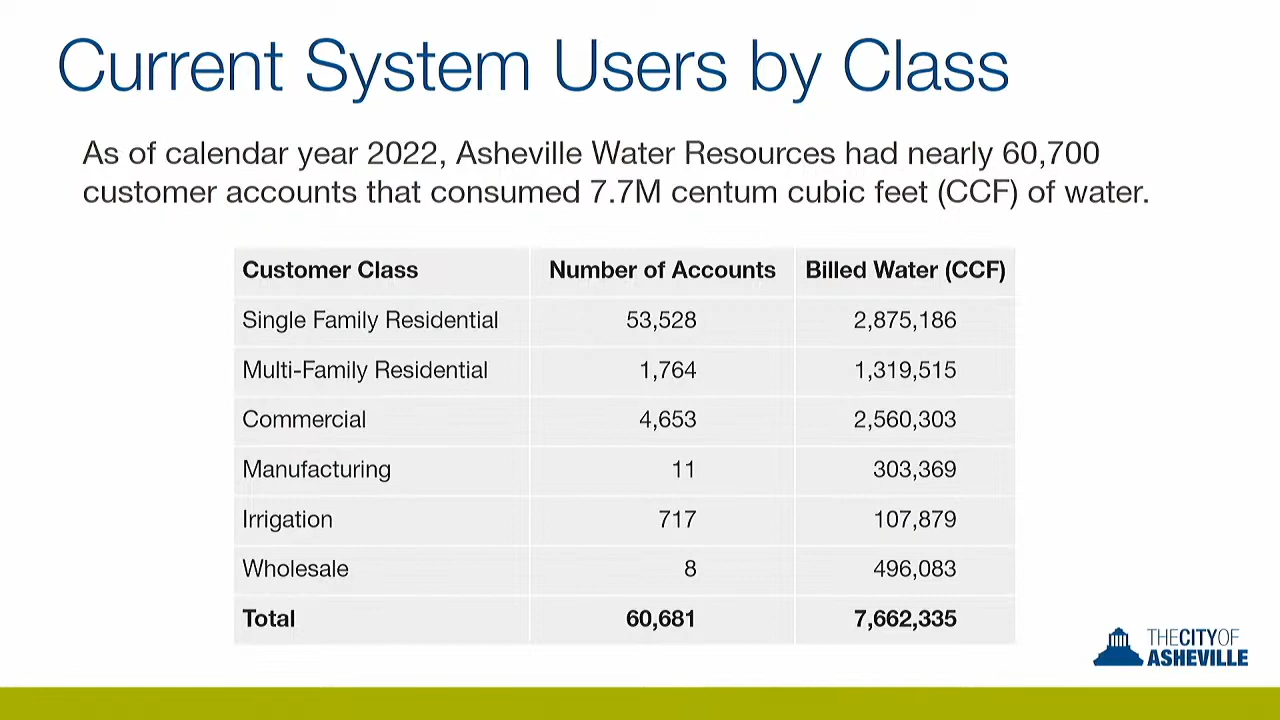 Current System Users by Class
As of calendar year 2022, Asheville Water Resources had nearly 60,700
customer accounts that consumed 7.7M centum cubic feet (CCF) of water.
Customer Class Number of Accounts Billed Water (CCF)
Single Family Residential 53,528 2,875,186
Multi-Family Residential 1,764 1,319,515
Commercial 4,653 2,560,303
Manufacturing 11 303,369
Irrigation 717 107,879
Wholesale 8 496,083
Total 60,681 7,662,335
THE CITY OF
ASHEVILLE